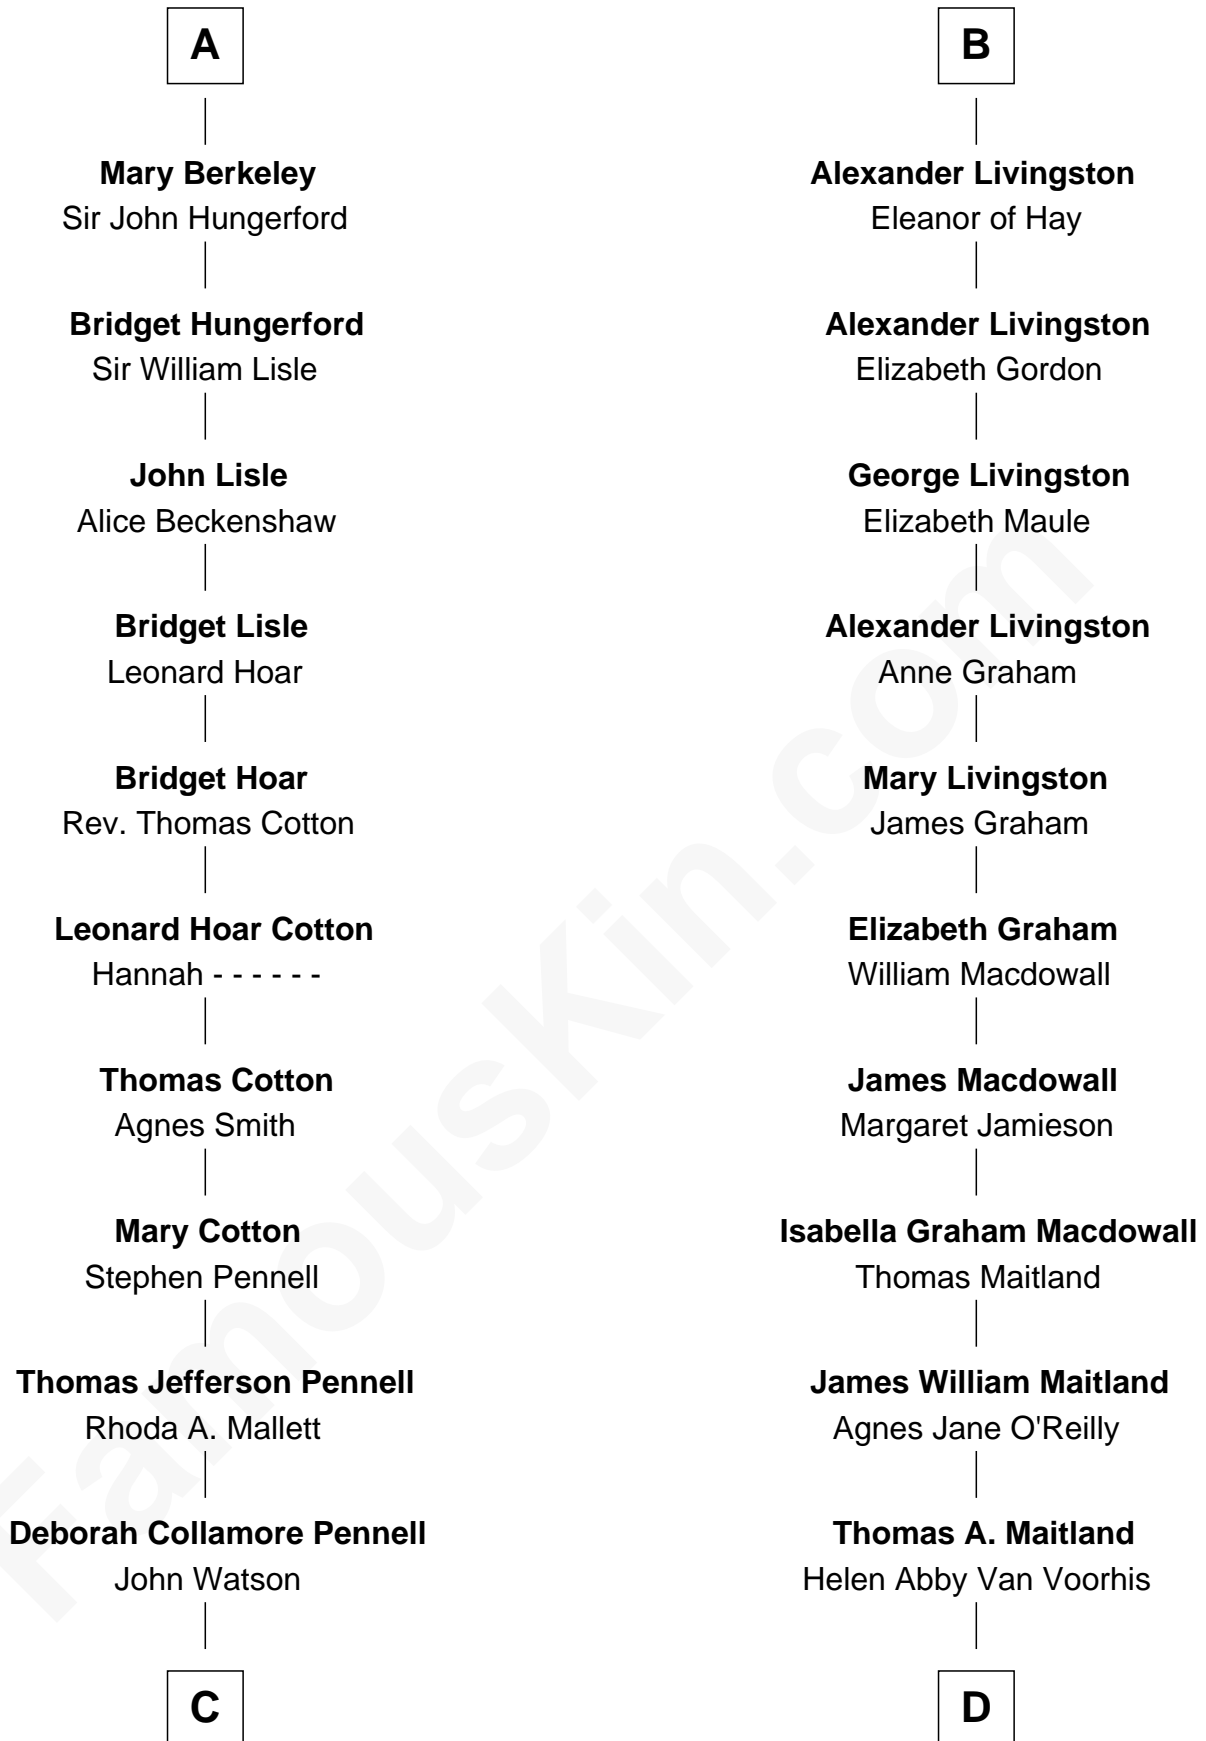 A
Mary Berkeley
Sir John Hungerford
Bridget Hungerford
Sir William Lisle
John Lisle
Alice Beckenshaw
Bridget Lisle
Leonard Hoar
Bridget Hoar
Rev. Thomas Cotton
Leonard Hoar Cotton
Hannah - - - - - -
Thomas Cotton
Agnes Smith
Mary Cotton
Stephen Pennell
Thomas Jefferson Pennell
Rhoda A. Mallett
Deborah Collamore Pennell
John Watson
C
B
Alexander Livingston
Eleanor of Hay
Alexander Livingston
Elizabeth Gordon
George Livingston
Elizabeth Maule
Alexander Livingston
Anne Graham
Mary Livingston
James Graham
Elizabeth Graham
William Macdowall
James Macdowall
Margaret Jamieson
Isabella Graham Macdowall
Thomas Maitland
James William Maitland
Agnes Jane O'Reilly
Thomas A. Maitland
Helen Abby Van Voorhis
D
FamousKin.com